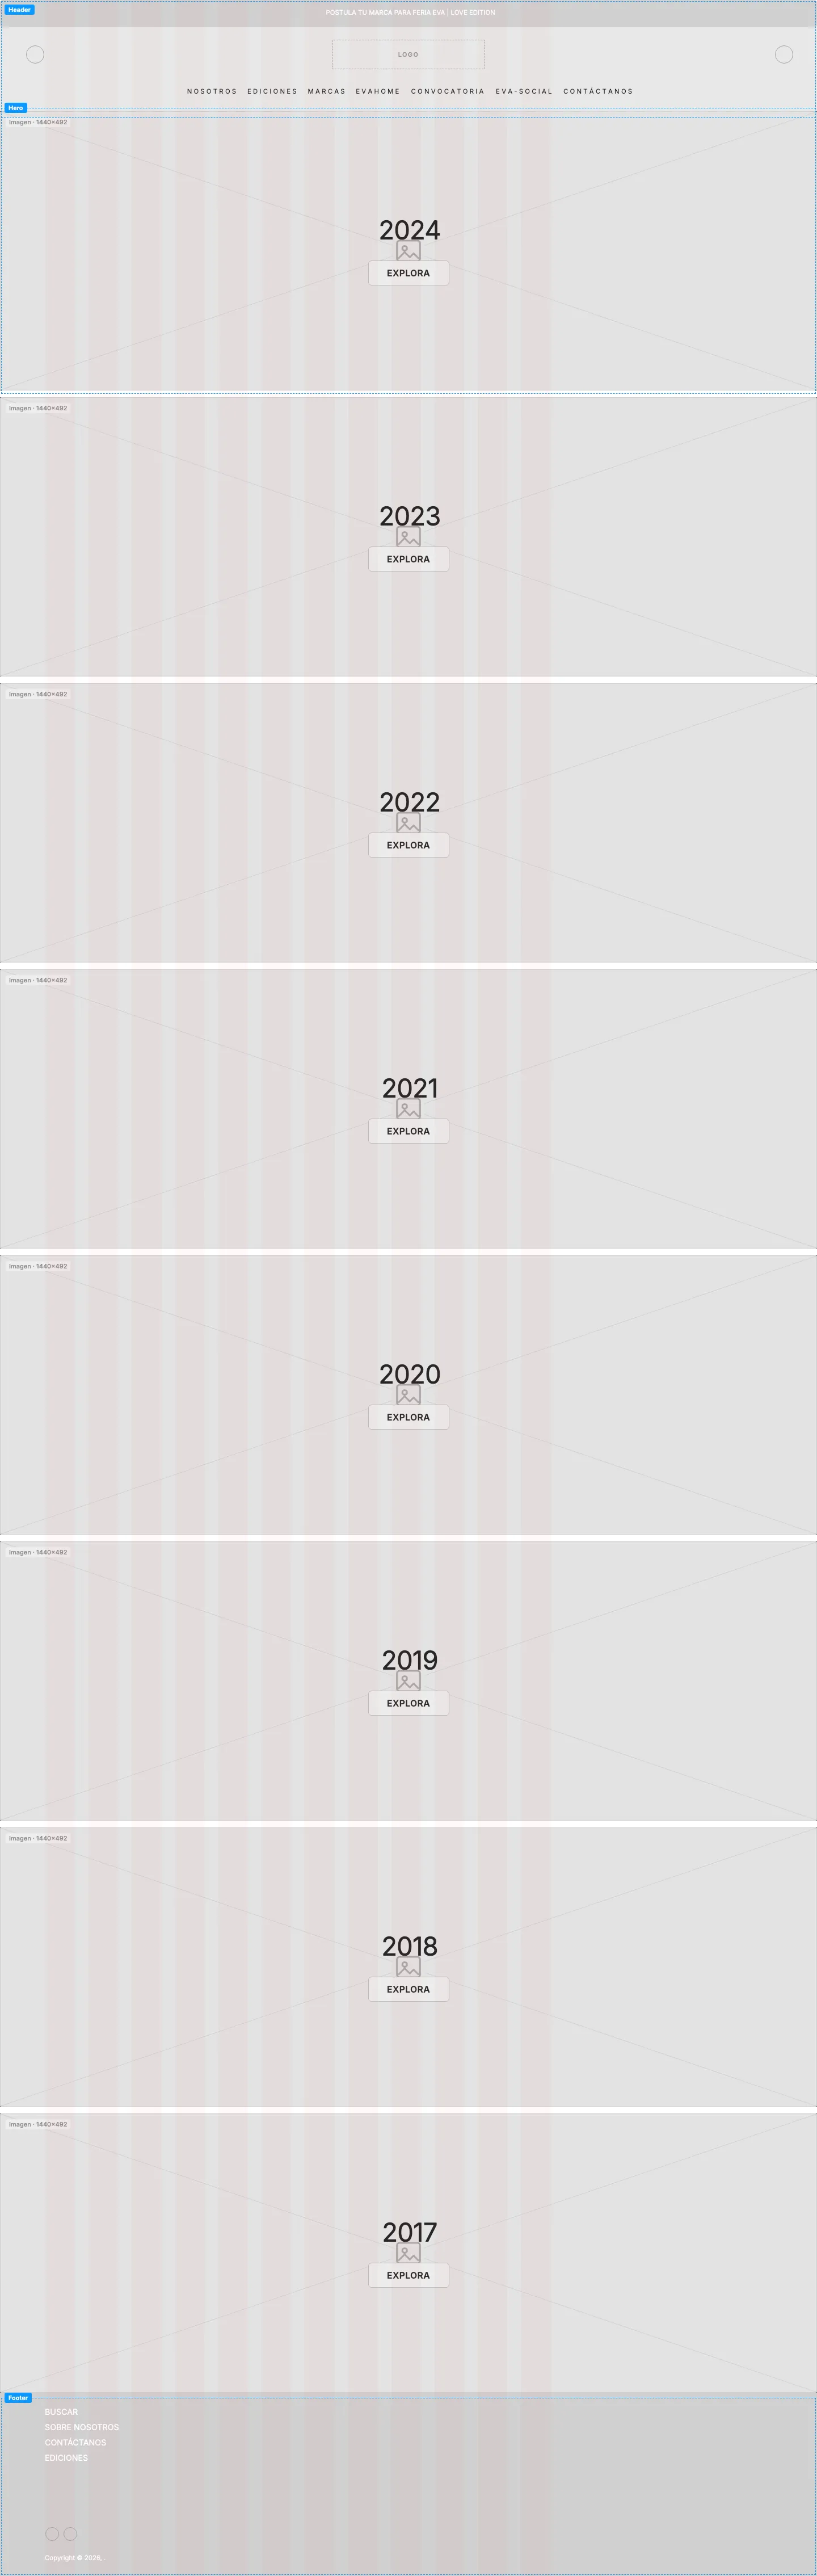 Header
POSTULA TU MARCA PARA FERIA EVA | LOVE EDITION
LOGO
NOSOTROS EDICIONES MARCAS EVAHOME CONVOCATORIA EVA-SOCIAL CONTÁCTANOS
Hero
Imagen · 1440×492
2024
EXPLORA
Imagen · 1440×492
2023
EXPLORA
Imagen · 1440×492
2022
EXPLORA
Imagen · 1440×492
2021
EXPLORA
Imagen · 1440×492
2020
EXPLORA
Imagen · 1440×492
2019
EXPLORA
Imagen · 1440×492
2018
EXPLORA
Imagen · 1440×492
2017
EXPLORA
Footer
BUSCAR
SOBRE NOSOTROS
CONTÁCTANOS
EDICIONES
Copyright © 2026, .